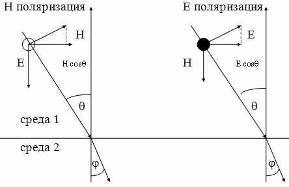 H поляризация
E поляризация
H
E
H cosθ
θ
среда 1
среда 2
φ
E
H
E cosθ
θ
φ